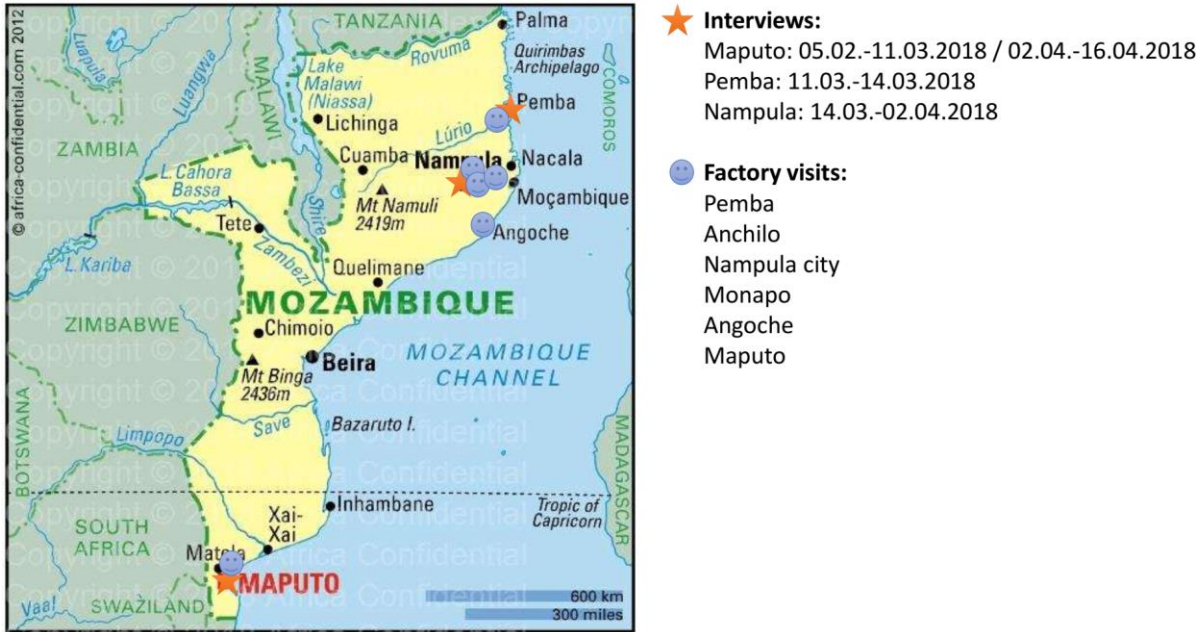 © africa-confidential.com 2012
TANZANIA
Palma
Rovuma
Quirimbas
Archipelago
Luapula
Luangwa
MALAWI
Lake
Malawi
(Niassa)
COMOROS
Pemba
Lichinga
Lúrio
ZAMBIA
Cuamba
Nampula
Nacala
L. Cahora
Bassa
Mt Namuli
2419m
Moçambique
Shire
Tete
Zambezi
Angoche
L. Kariba
Quelimane
MOZAMBIQUE
ZIMBABWE
Chimoio
Beira
MOZAMBIQUE
CHANNEL
Mt Binga
2436m
BOTSWANA
Save
Bazaruto I.
Limpopo
MADAGASCAR
Inhambane
Tropic of
Capricorn
SOUTH
AFRICA
Xai-
Xai
Matola
MAPUTO
Vaal
SWAZILAND
600 km
300 miles
Interviews:
Maputo: 05.02.-11.03.2018 / 02.04.-16.04.2018
Pemba: 11.03.-14.03.2018
Nampula: 14.03.-02.04.2018
Factory visits:
Pemba
Anchilo
Nampula city
Monapo
Angoche
Maputo